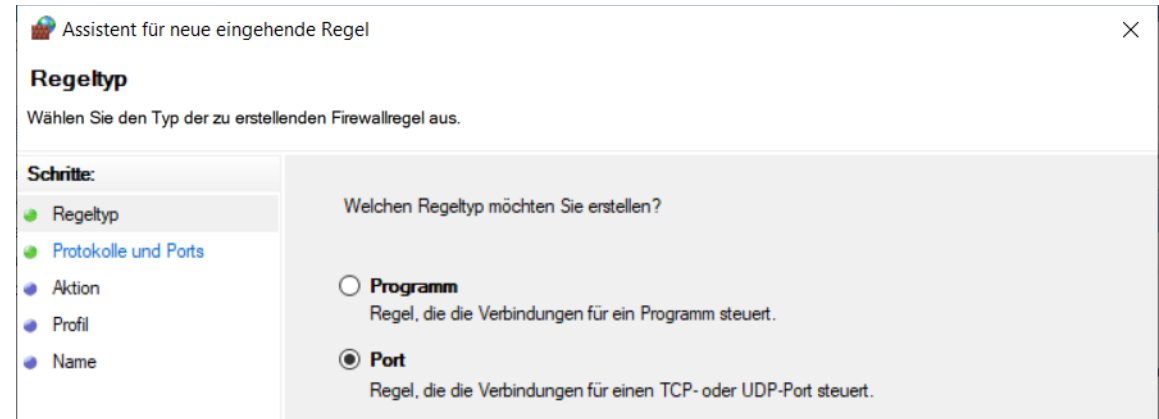 Assistent für neue eingehende Regel
Regeltyp
Wählen Sie den Typ der zu erstellenden Firewallregel aus.
Schritte:
Regeltyp
Protokolle und Ports
Aktion
Profil
Name
Welchen Regeltyp möchten Sie erstellen?
Programm
Regel, die die Verbindungen für ein Programm steuert.
Port
Regel, die die Verbindungen für einen TCP- oder UDP-Port steuert.